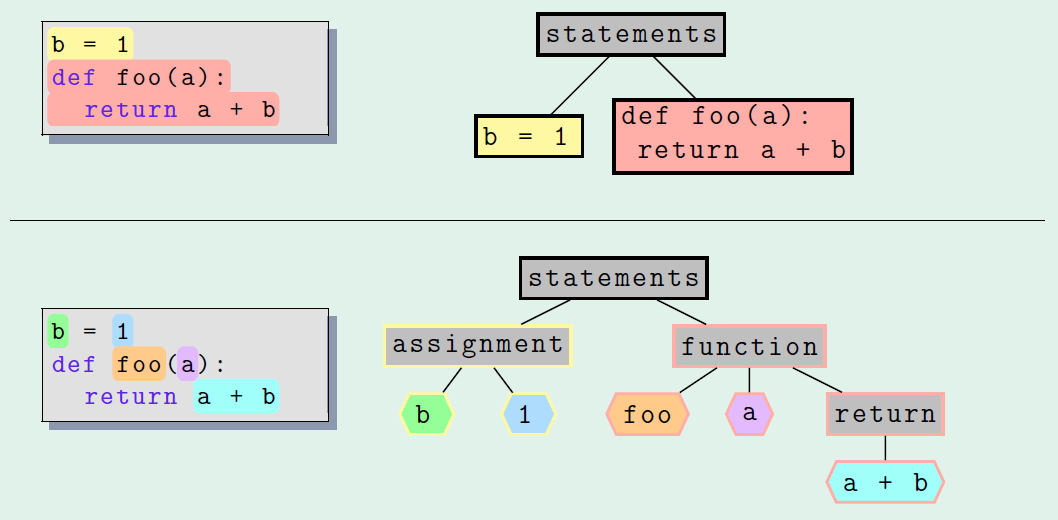 b = 1
def foo(a):
return a + b
statements
b = 1
def foo(a):
return a + b
b = 1
def foo(a):
return a + b
statements
assignment
function
b
1
foo
a
return
a + b